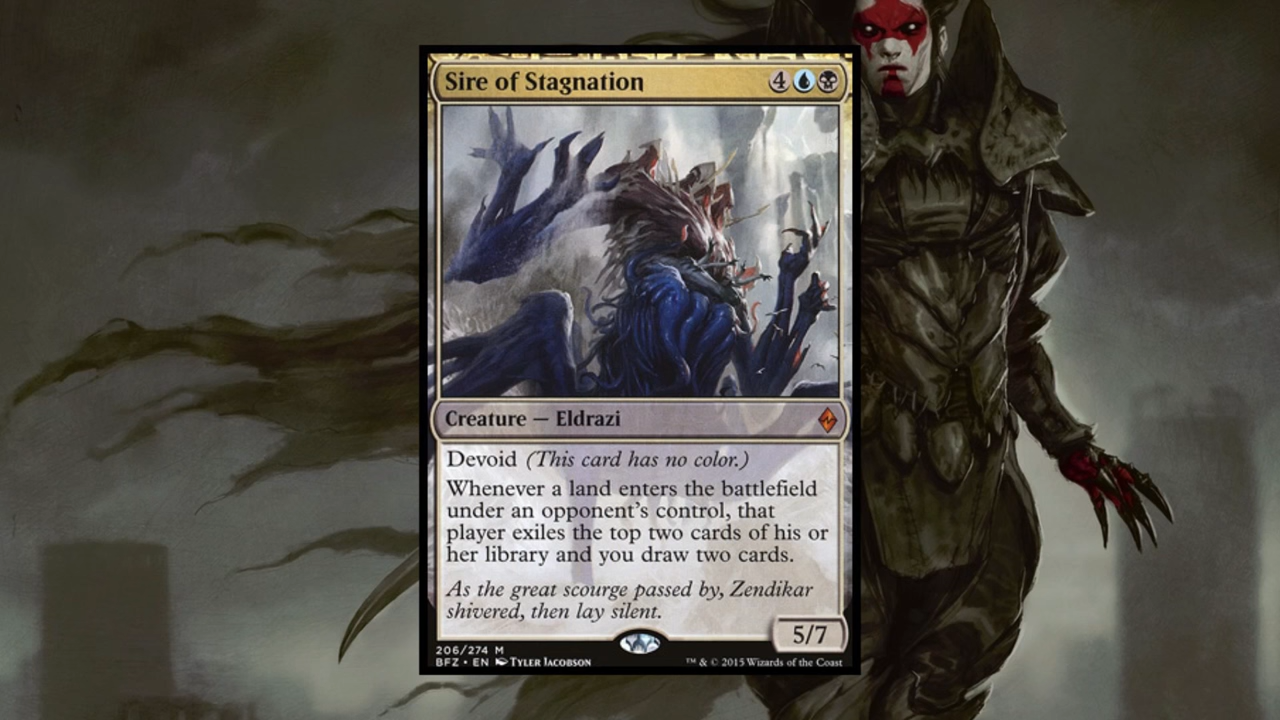 Sire of Stagnation 4
Creature — Eldrazi
Devoid (This card has no color.)
Whenever a land enters the battlefield
under an opponent's control, that
player exiles the top two cards of his or
her library and you draw two cards.
As the great scourge passed by, Zendikar
shivered, then lay silent.
5/7
206/274 M
BFZ • EN Tyler Jacobson ™ & © 2015 Wizards of the Coast